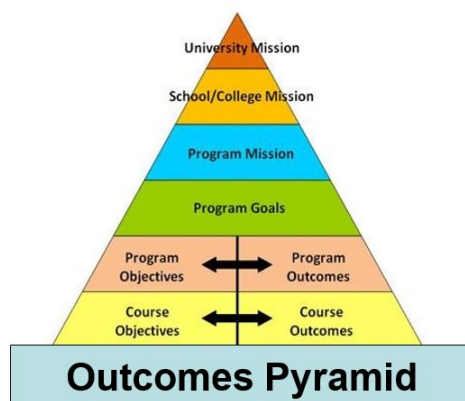 University Mission
School/College Mission
Program Mission
Program Goals
Program
Objectives
Program
Outcomes
Course
Objectives
Course
Outcomes
Outcomes Pyramid